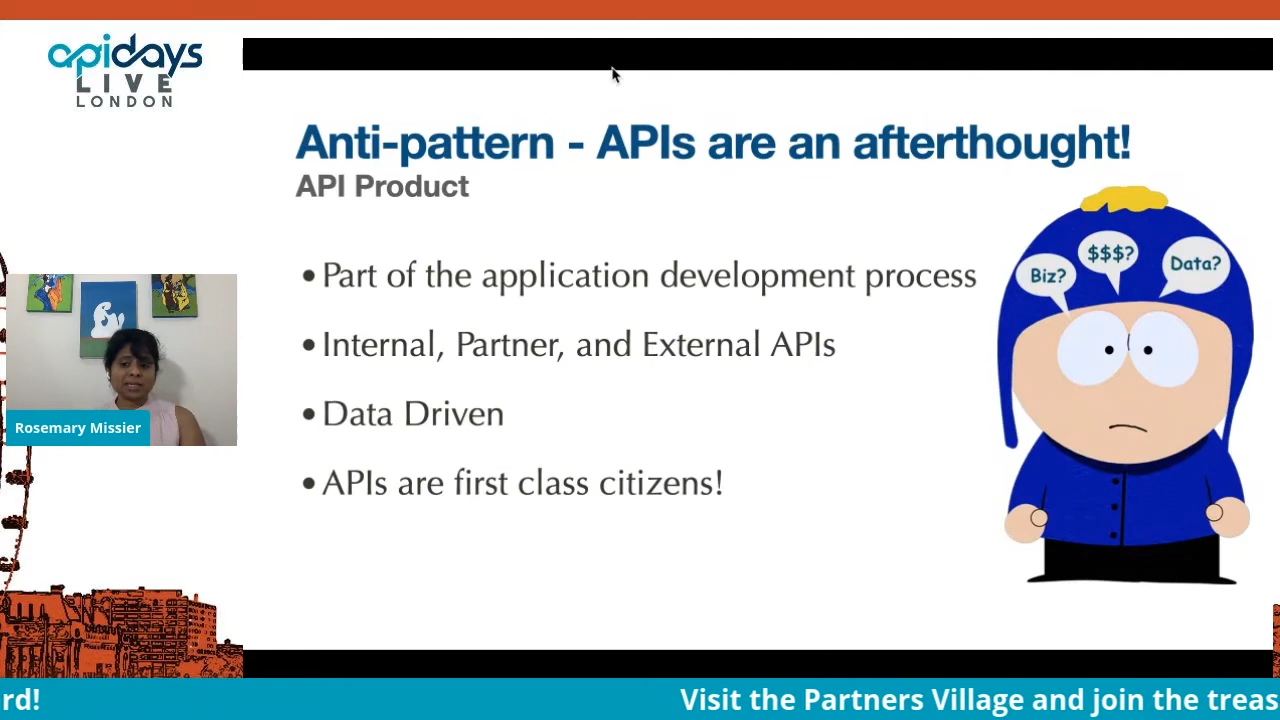 apidays
LIVE
LONDON
Anti-pattern - APIs are an afterthought!
API Product
•Part of the application development process
•Internal, Partner, and External APIs
•Data Driven
•APIs are first class citizens!
Biz?
$$$?
Data?
Rosemary Missier
rd!
Visit the Partners Village and join the treas